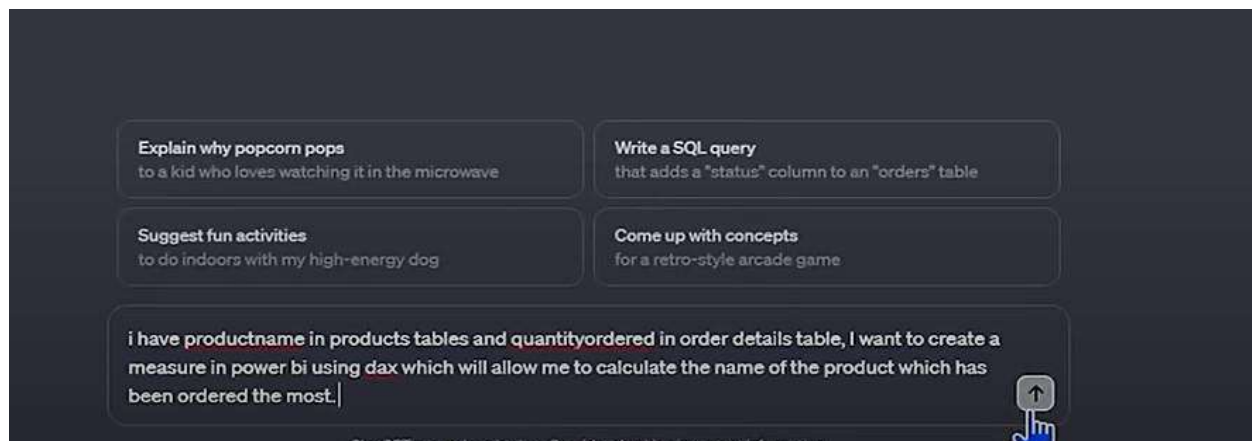 Explain why popcorn pops
to a kid who loves watching it in the microwave
Write a SQL query
that adds a "status" column to an "orders" table
Suggest fun activities
to do indoors with my high-energy dog
Come up with concepts
for a retro-style arcade game
i have productname in products tables and quantityordered in order details table, I want to create a
measure in power bi using dax which will allow me to calculate the name of the product which has
been ordered the most.